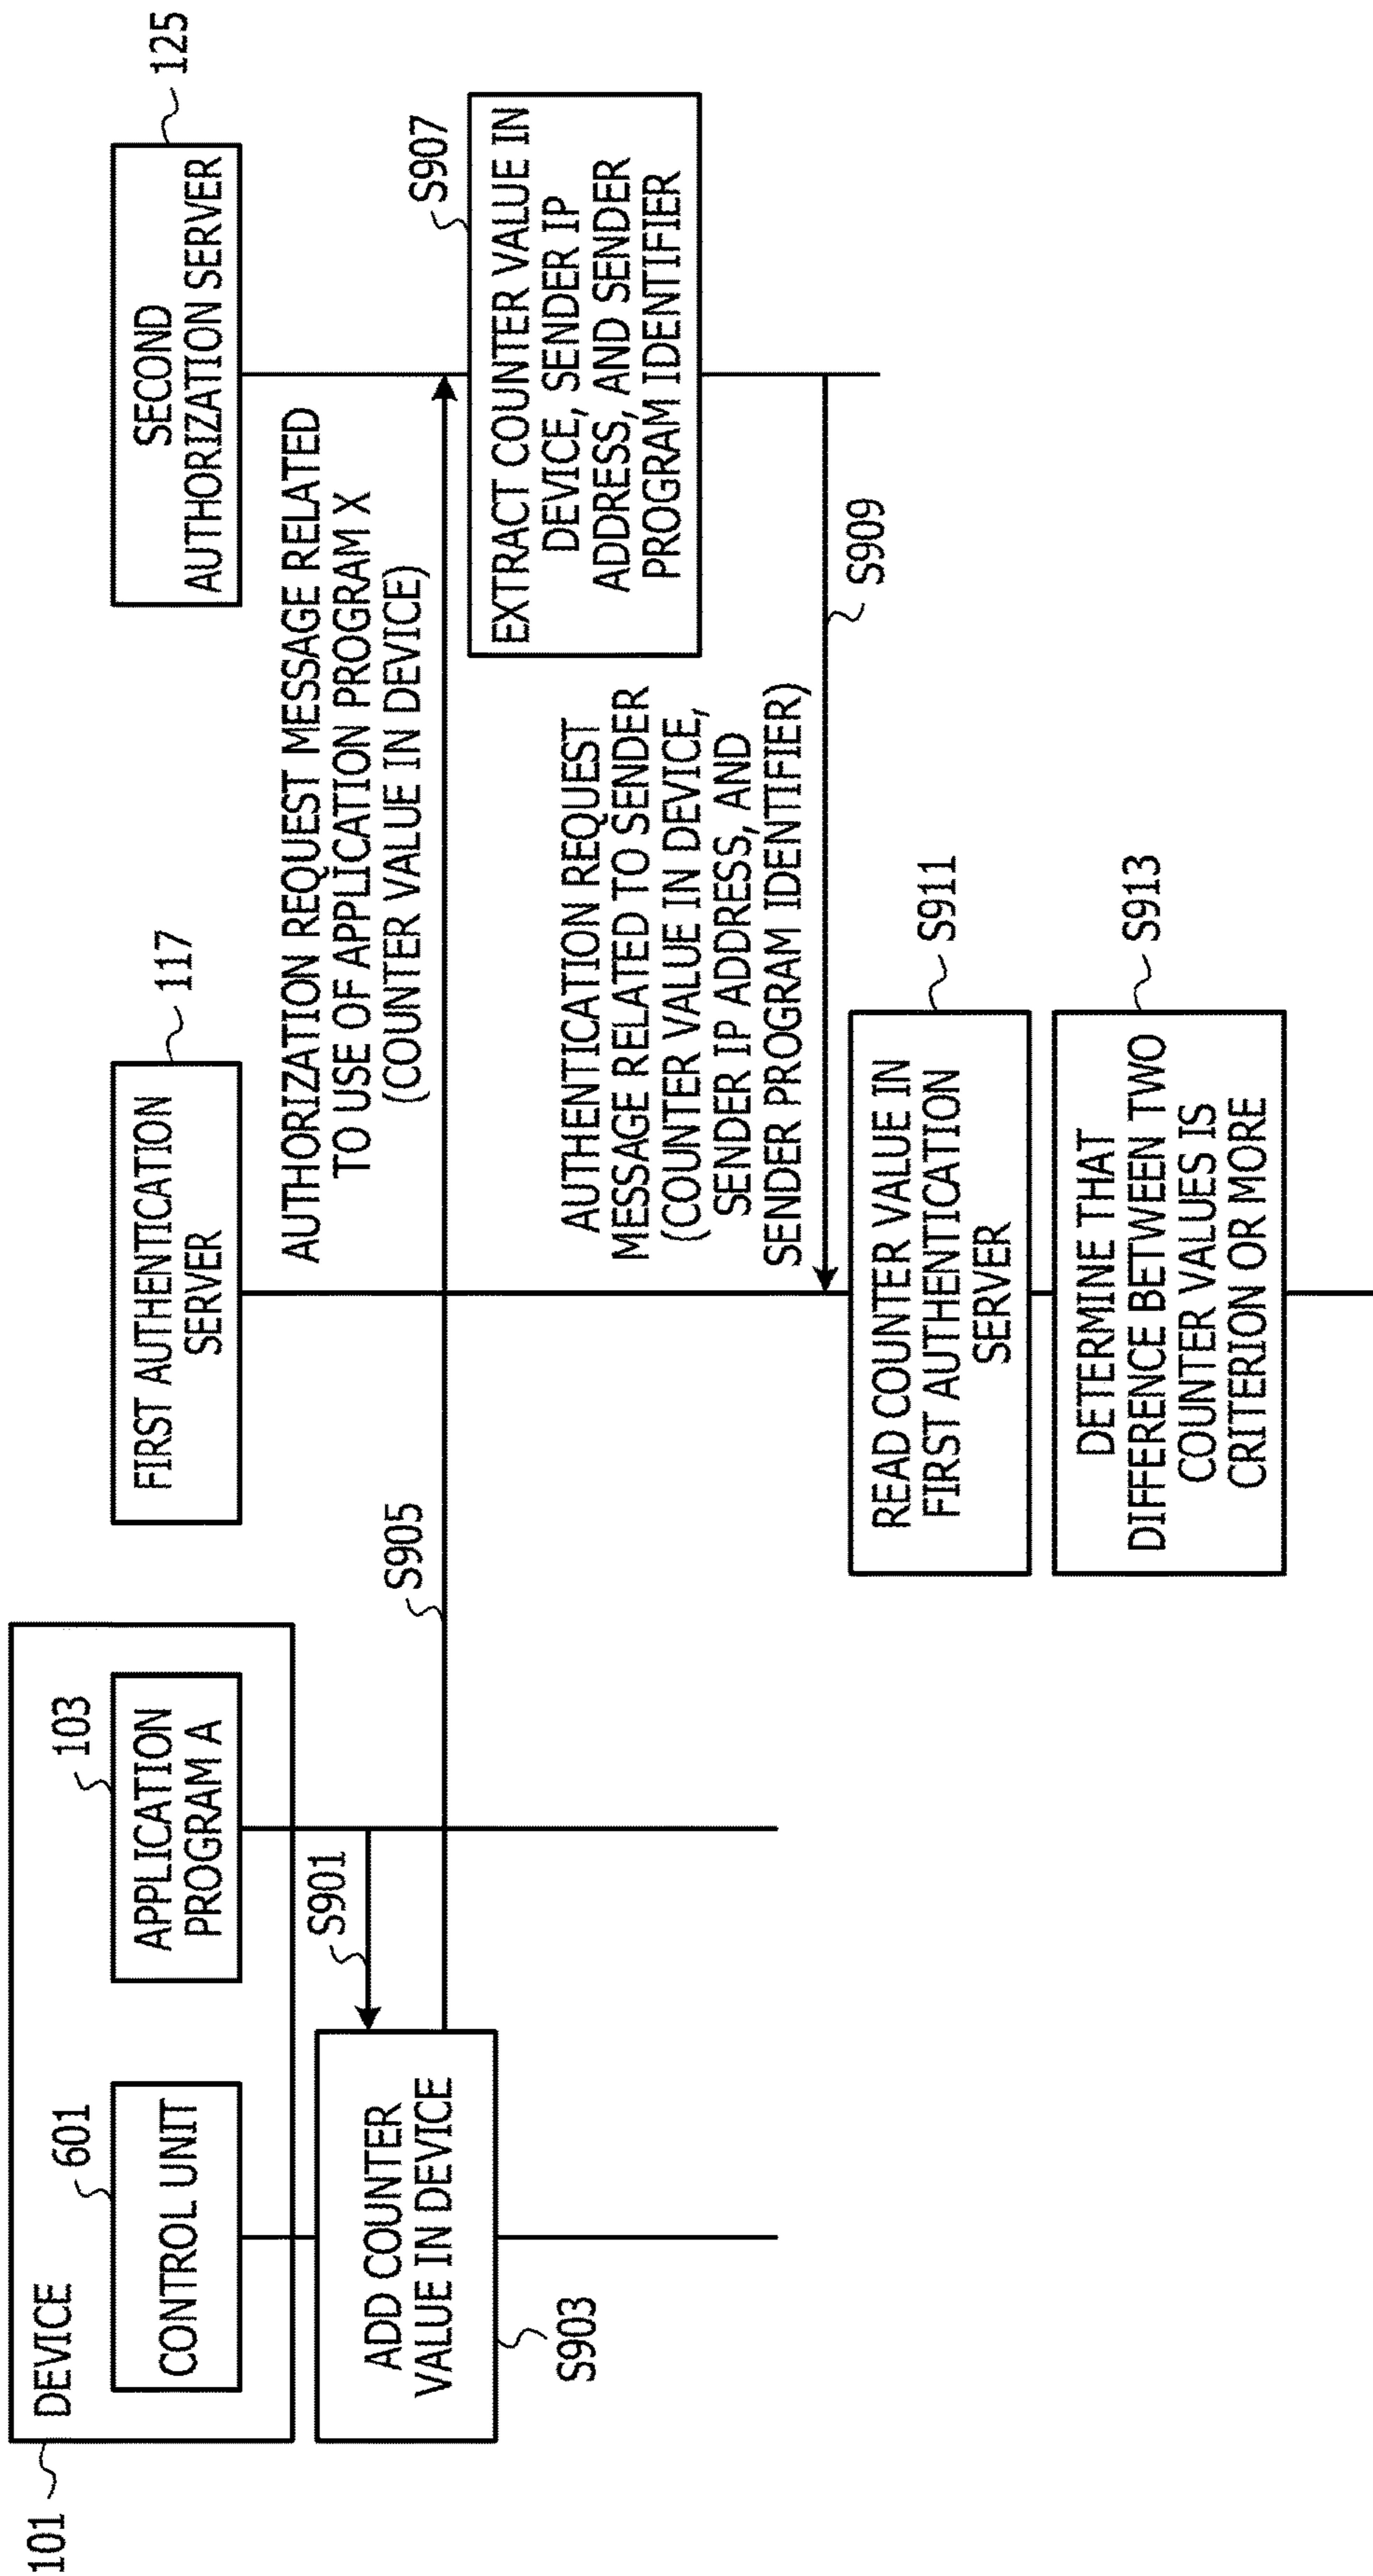 101
DEVICE
601
CONTROL UNIT
103
APPLICATION
PROGRAM A
117
FIRST AUTHENTICATION
SERVER
125
SECOND
AUTHORIZATION SERVER
S901
ADD COUNTER
VALUE IN DEVICE
S903
S905
AUTHORIZATION REQUEST MESSAGE RELATED
TO USE OF APPLICATION PROGRAM X
(COUNTER VALUE IN DEVICE)
S907
EXTRACT COUNTER VALUE IN
DEVICE, SENDER IP
ADDRESS, AND SENDER
PROGRAM IDENTIFIER
AUTHENTICATION REQUEST
MESSAGE RELATED TO SENDER
(COUNTER VALUE IN DEVICE,
SENDER IP ADDRESS, AND
SENDER PROGRAM IDENTIFIER)
S909
S911
READ COUNTER VALUE IN
FIRST AUTHENTICATION
SERVER
S913
DETERMINE THAT
DIFFERENCE BETWEEN TWO
COUNTER VALUES IS
CRITERION OR MORE